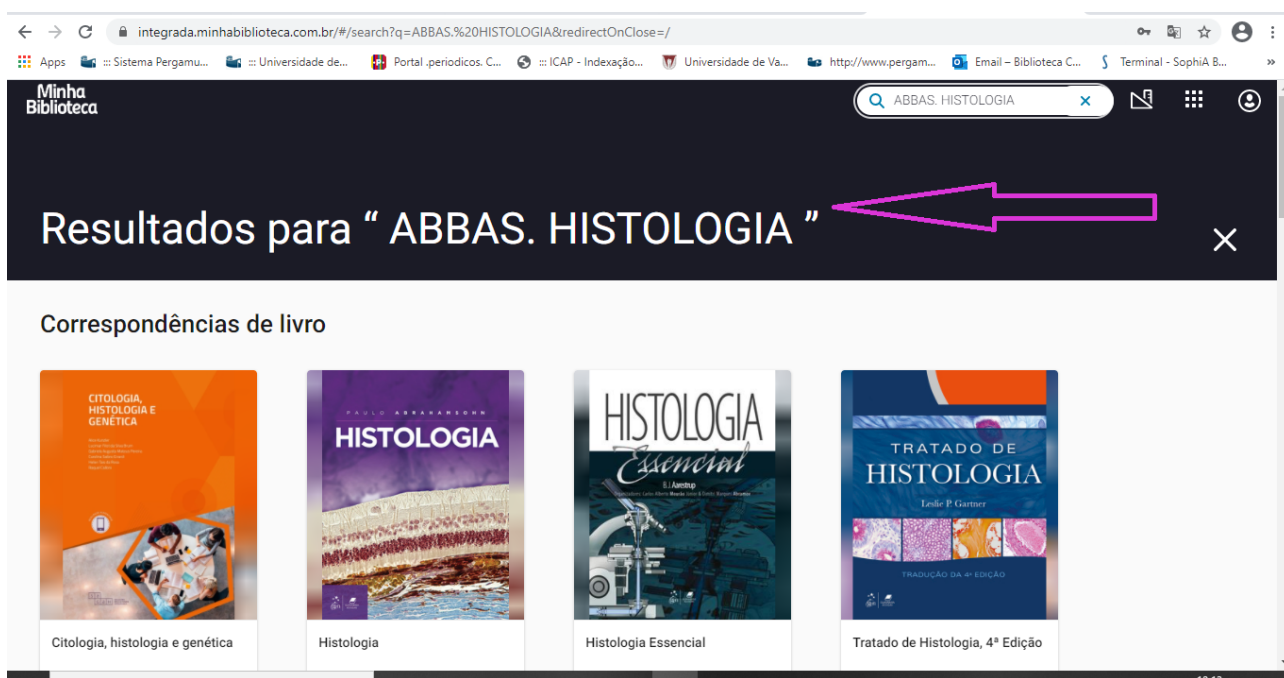 integrada.minhabiblioteca.com.br/#/search?q=ABBAS.%20HISTOLOGIA&redirectOnClose=/
Apps ::: Sistema Pergamu... ::: Universidade de... Portal .periodicos. C... ::: ICAP - Indexação... Universidade de Va... http://www.pergam... Email – Biblioteca C... Terminal - SophiA B... »
Minha
Biblioteca
ABBAS. HISTOLOGIA
Resultados para “ ABBAS. HISTOLOGIA ”
Correspondências de livro
CITOLOGIA,
HISTOLOGIA E
GENÉTICA
PAULO ABRAHAMSOHN
HISTOLOGIA
HISTOLOGIA
Essencial
B.J. Aarestrup
TRATADO DE
HISTOLOGIA
Leslie P. Gartner
TRADUÇÃO DA 4ª EDIÇÃO
Citologia, histologia e genética
Histologia
Histologia Essencial
Tratado de Histologia, 4ª Edição